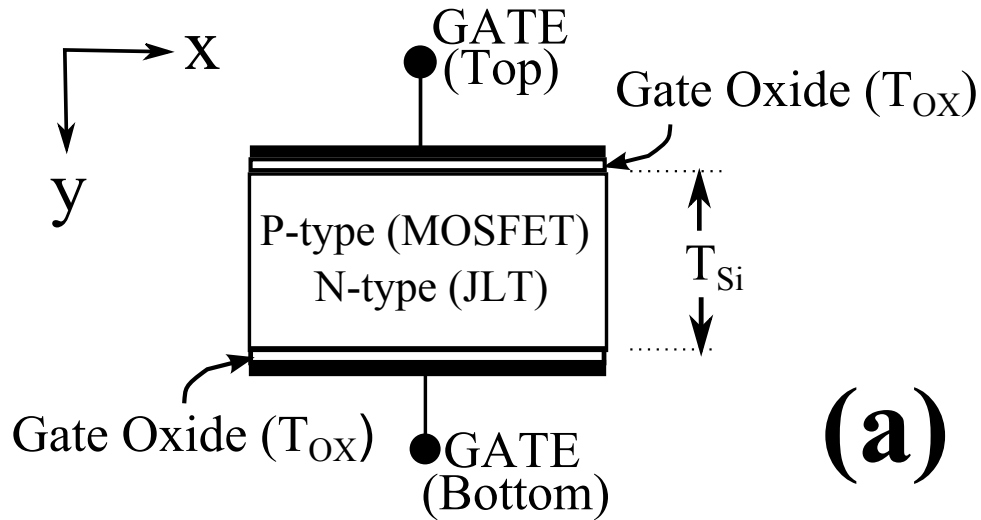 GATE
(Top)
x
Gate Oxide (TOX)
y
P-type (MOSFET)
N-type (JLT)
TSi
Gate Oxide (TOX)
GATE
(Bottom)
(a)